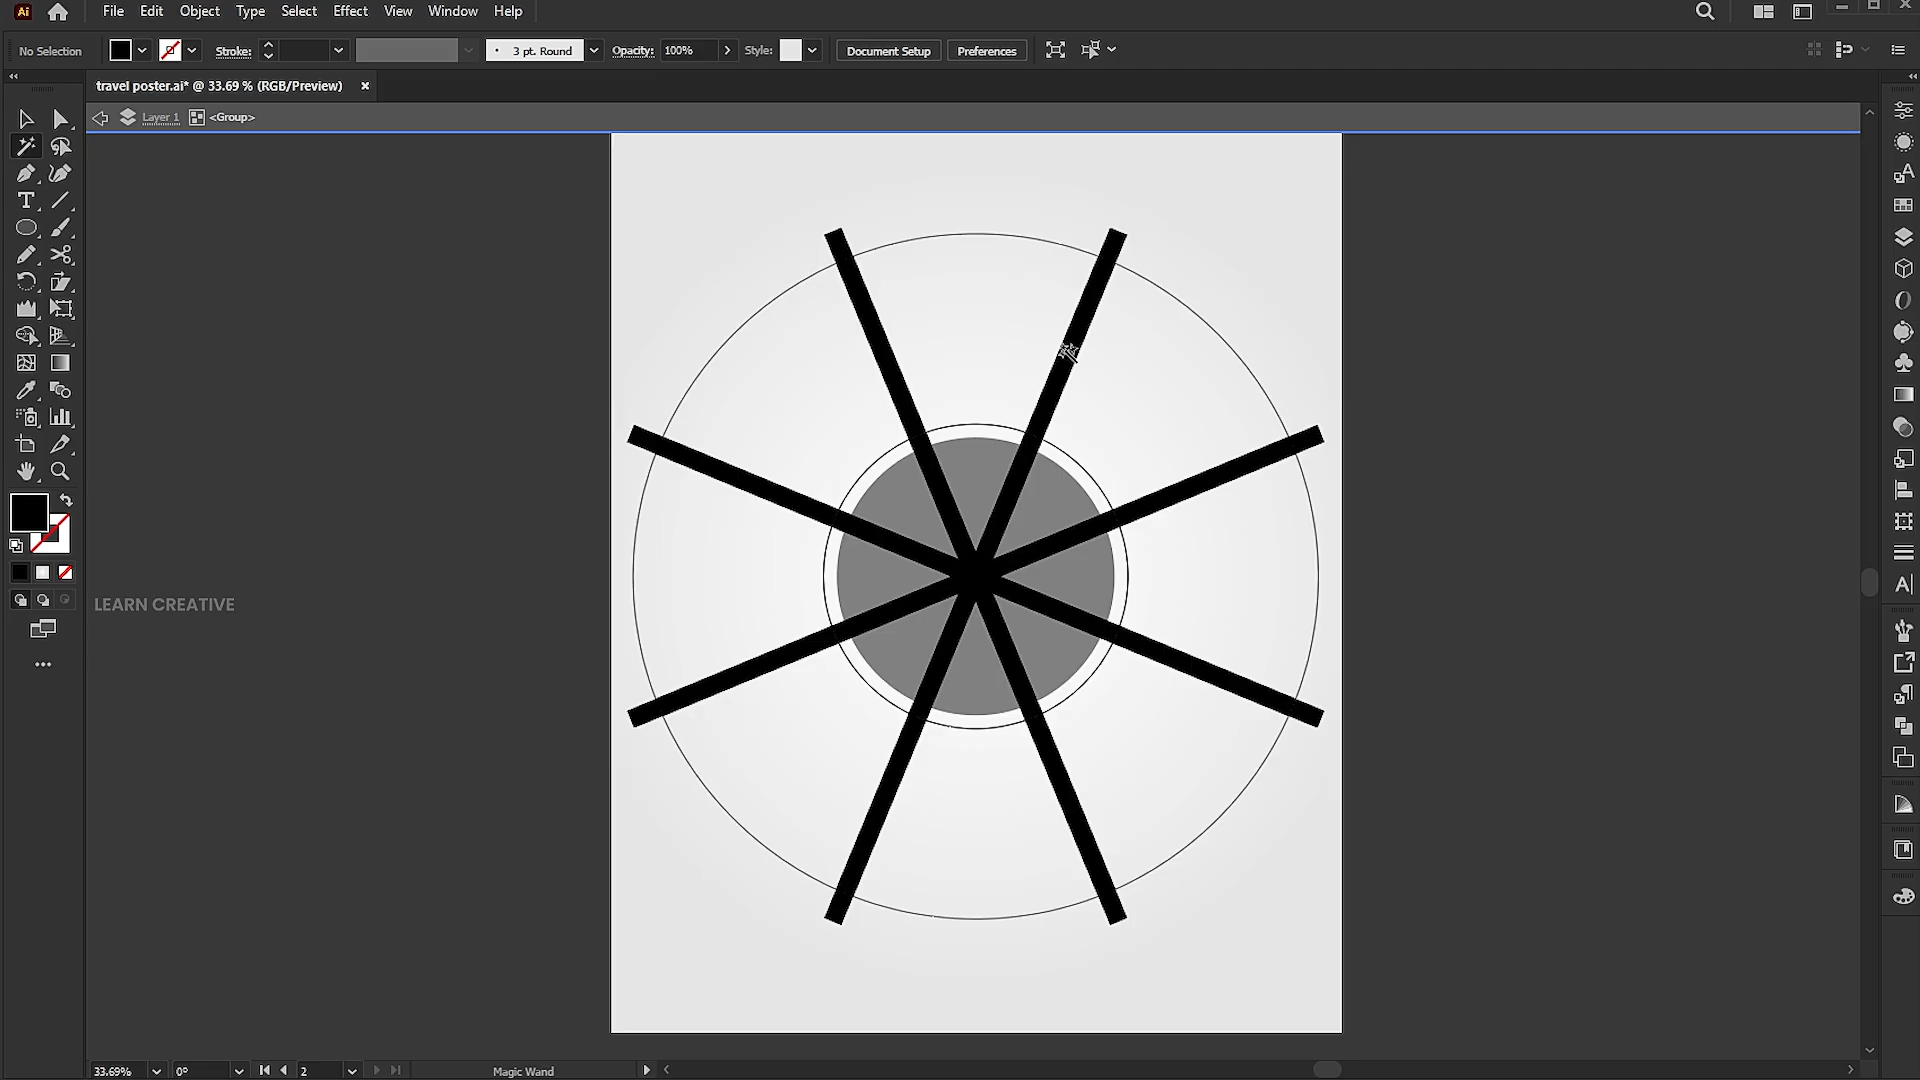 Ai File Edit Object Type Select Effect View Window Help
No Selection Stroke: 3 pt. Round Opacity: 100% Style: Document Setup Preferences
travel poster.ai* @ 33.69 % (RGB/Preview) ×
Layer 1 <Group>
LEARN CREATIVE
33.69% 0° 2 Magic Wand